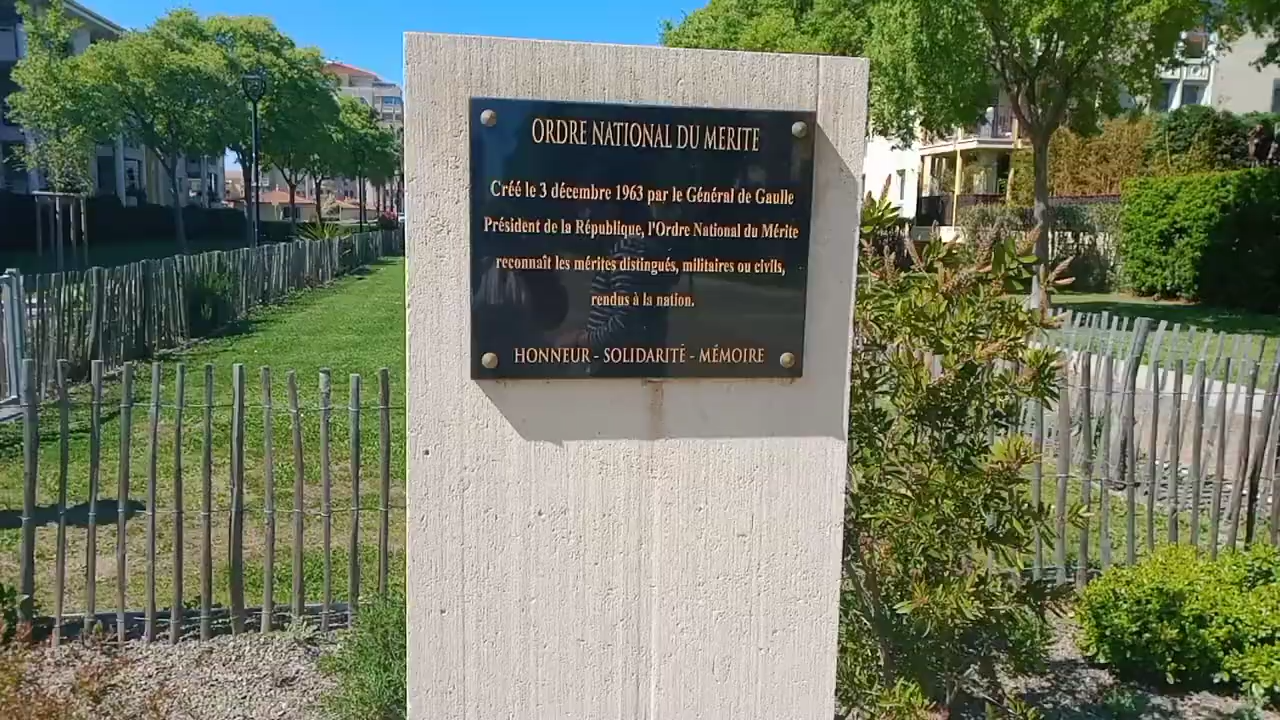 ORDRE NATIONAL DU MERITE
Créé le 3 décembre 1963 par le Général de Gaulle
Président de la République, l'Ordre National du Mérite
reconnaît les mérites distingués, militaires ou civils,
rendus à la nation.
HONNEUR - SOLIDARITÉ - MÉMOIRE